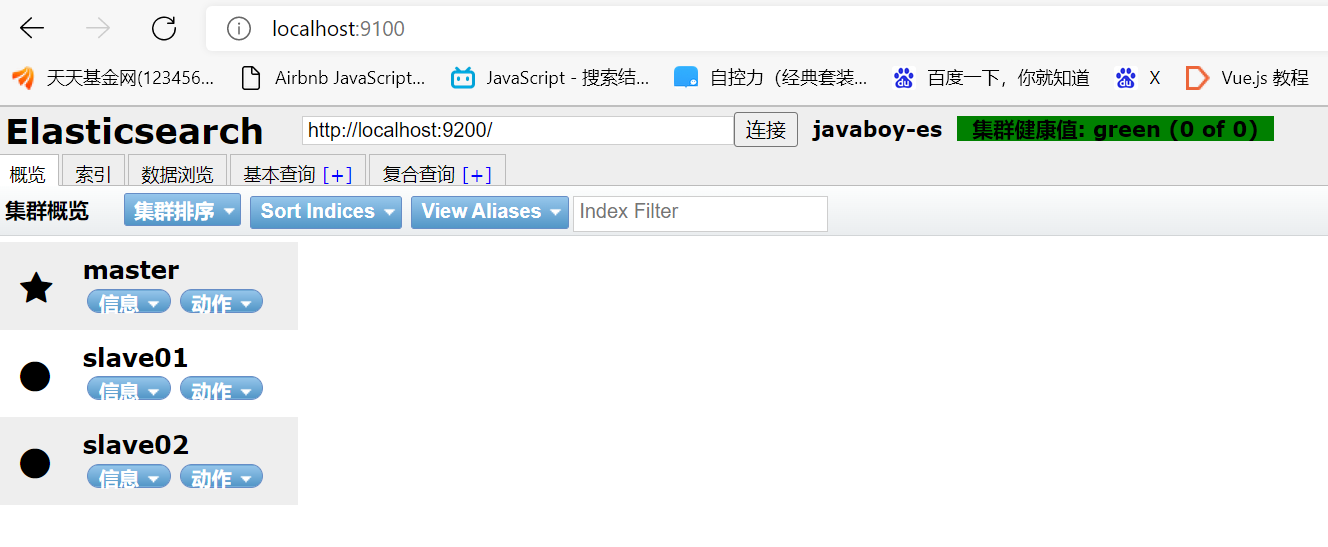 localhost:9100
天天基金网(123456... Airbnb JavaScript... JavaScript - 搜索结... 自控力（经典套装... 百度一下，你就知道 X Vue.js 教程
Elasticsearch http://localhost:9200/ 连接 javaboy-es 集群健康值: green (0 of 0)
概览 索引 数据浏览 基本查询 [+] 复合查询 [+]
集群概览 集群排序 Sort Indices View Aliases Index Filter
master
信息 动作
slave01
信息 动作
slave02
信息 动作